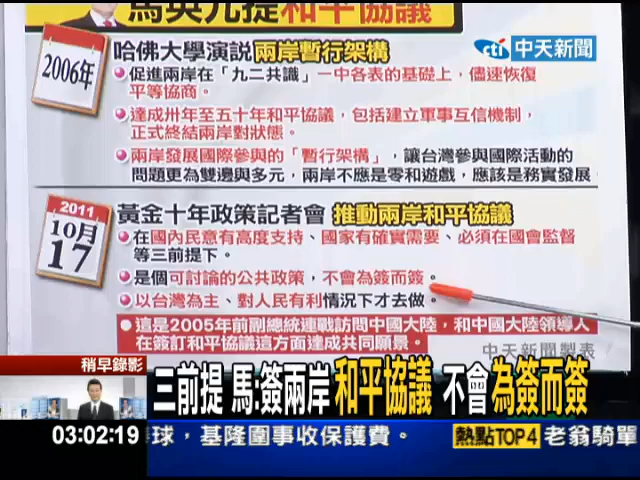 馬英九提和平協議
cti 中天新聞
2006年
哈佛大學演説兩岸暫行架構
促進兩岸在「九二共識」一中各表的基礎上，儘速恢復
平等協商。
達成卅年至五十年和平協議，包括建立軍事互信機制，
正式終結兩岸對狀態。
兩岸發展國際參與的「暫行架構」，讓台灣參與國際活動的
問題更為雙邊與多元，兩岸不應是零和遊戲，應該是務實發展
2011
10月
17
黃金十年政策記者會 推動兩岸和平協議
在國內民意有高度支持、國家有確實需要、必須在國會監督
等三前提下。
是個可討論的公共政策，不會為簽而簽。
以台灣為主、對人民有利情況下才去做。
這是2005年前副總統連戰訪問中國大陸，和中國大陸領導人
在簽訂和平協議這方面達成共同願景。
中天新聞製表
稍早錄影
三前提 馬:簽兩岸和平協議 不會為簽而簽
03:02:19
球，基隆圍事收保護費。
熱點TOP4
老翁騎單